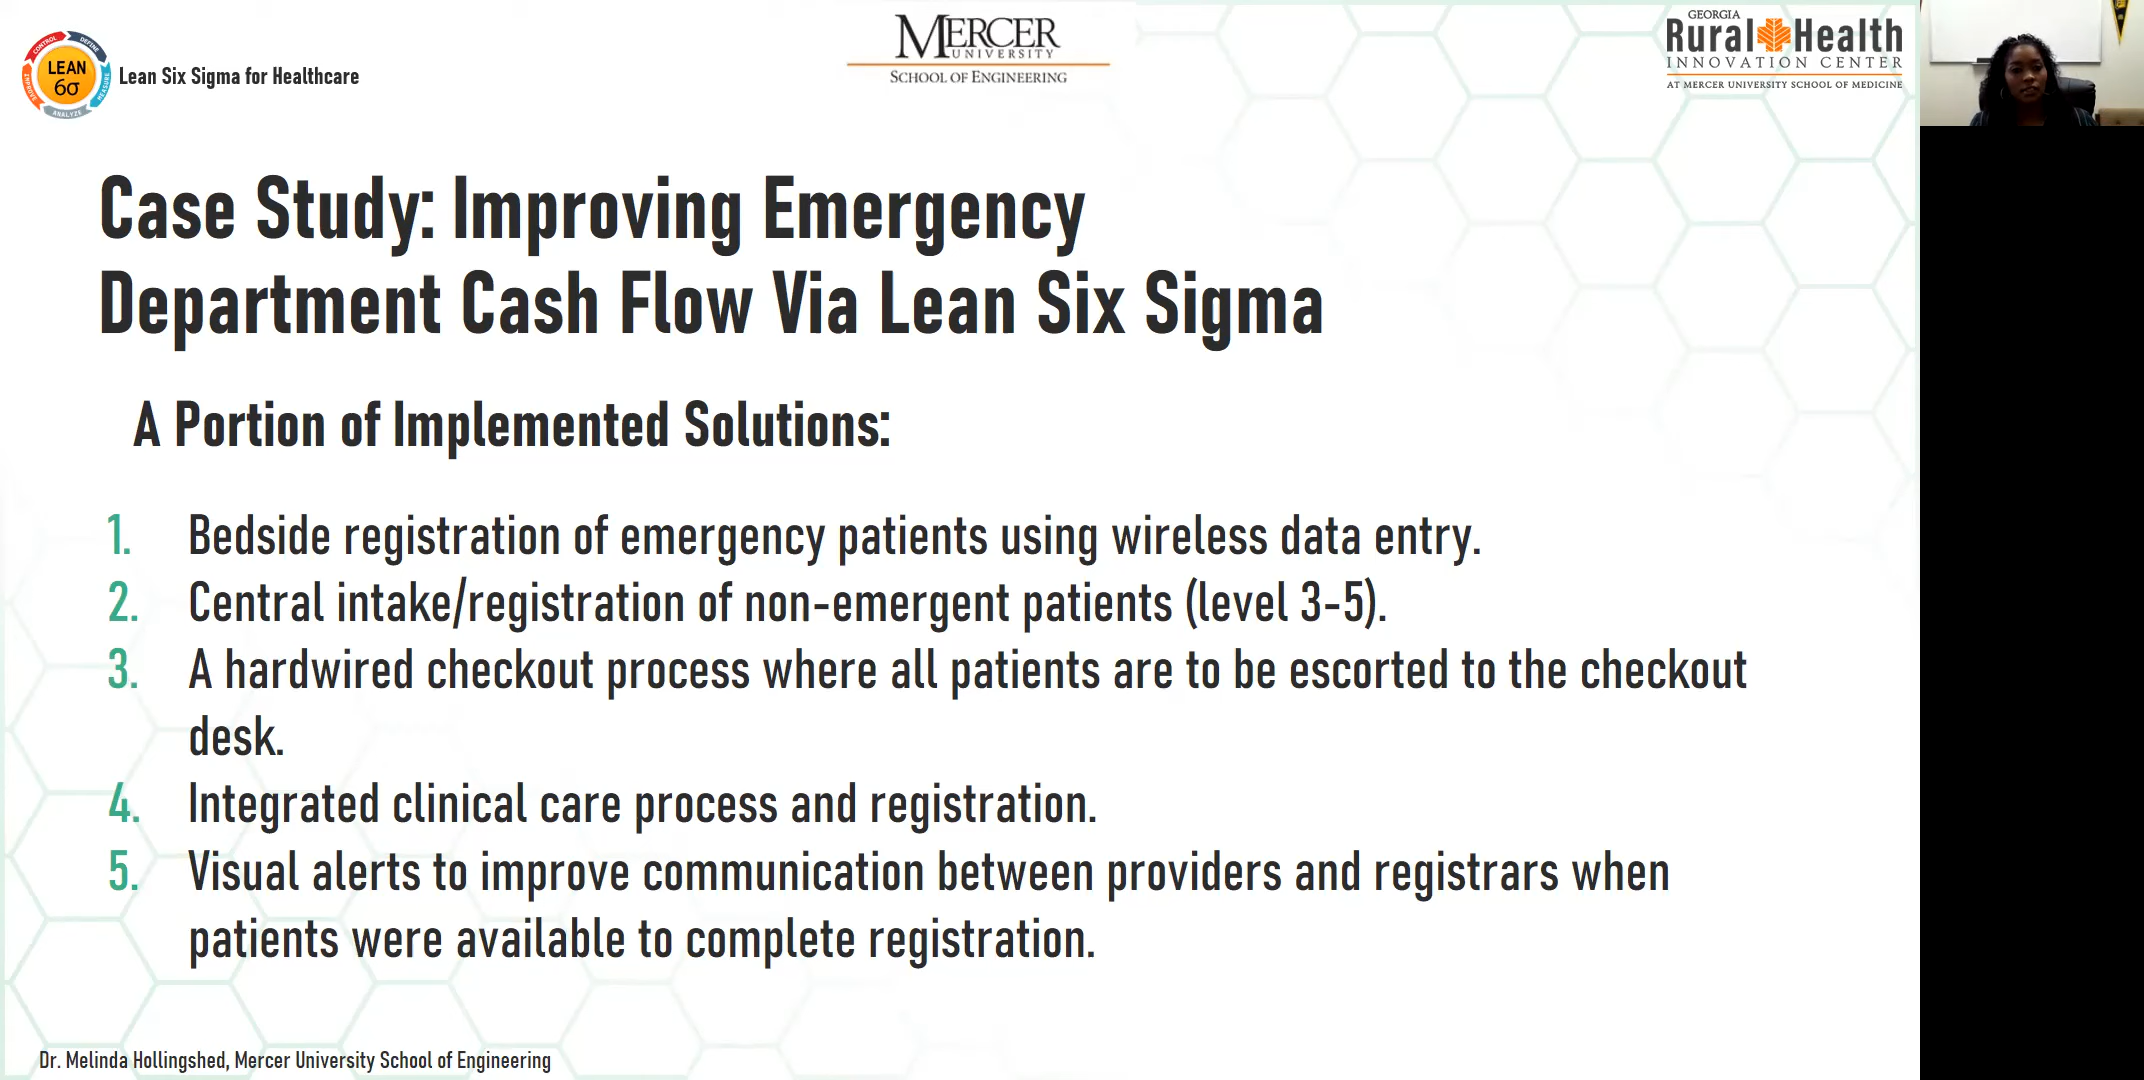 CONTROL
DEFINE
MEASURE
ANALYZE
IMPROVE
LEAN
6σ
Lean Six Sigma for Healthcare
MERCER
UNIVERSITY
SCHOOL OF ENGINEERING
GEORGIA
Rural Health
INNOVATION CENTER
AT MERCER UNIVERSITY SCHOOL OF MEDICINE
Case Study: Improving Emergency
Department Cash Flow Via Lean Six Sigma
A Portion of Implemented Solutions:
1. Bedside registration of emergency patients using wireless data entry.
2. Central intake/registration of non-emergent patients (level 3-5).
3. A hardwired checkout process where all patients are to be escorted to the checkout
desk.
4. Integrated clinical care process and registration.
5. Visual alerts to improve communication between providers and registrars when
patients were available to complete registration.
Dr. Melinda Hollingshed, Mercer University School of Engineering